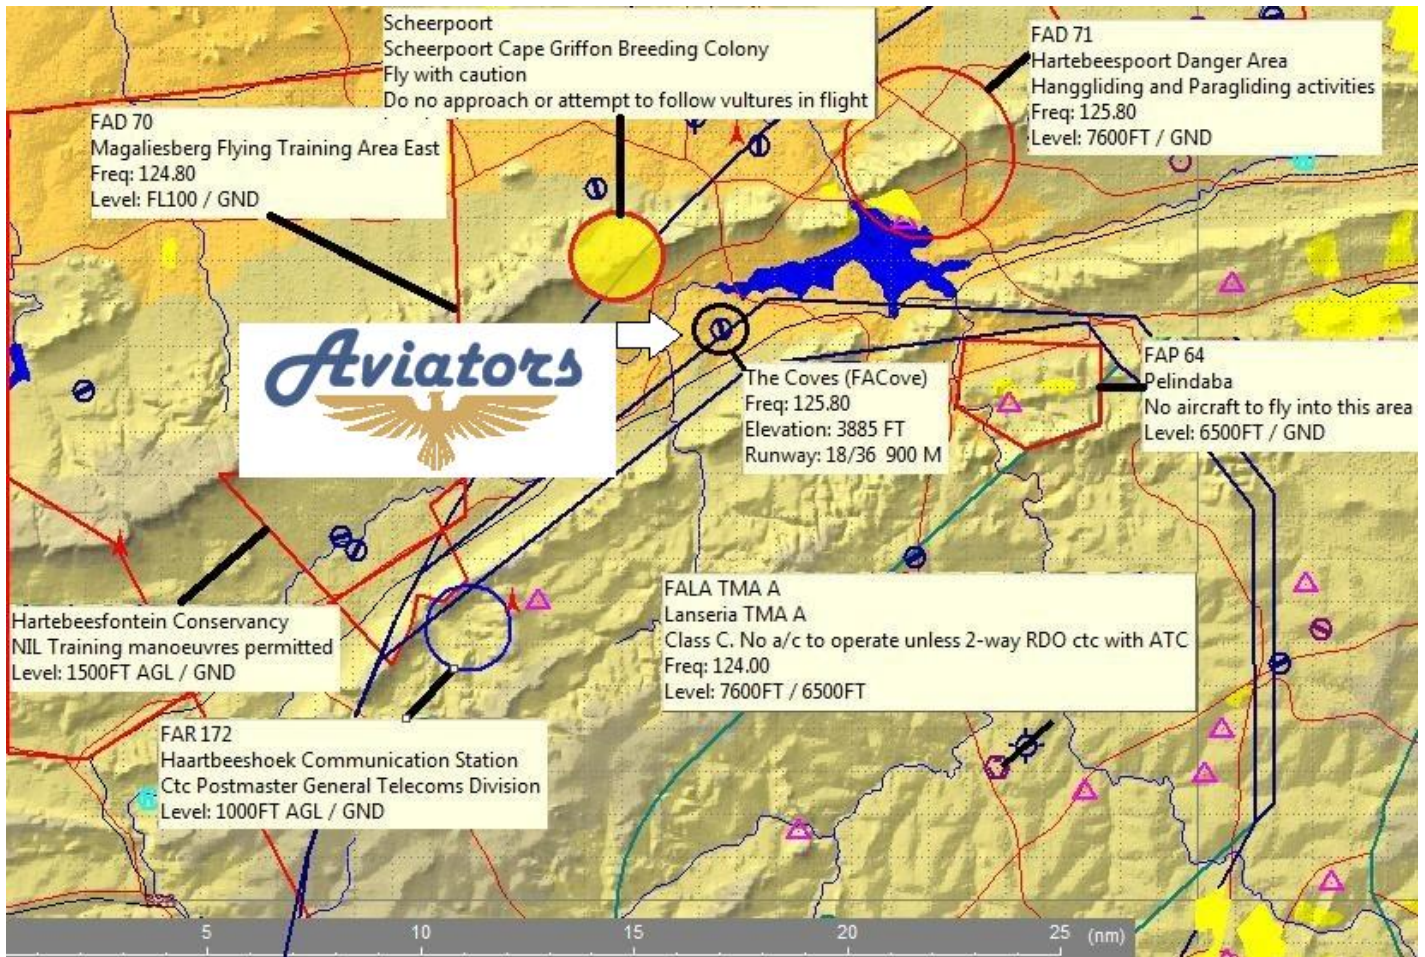 Scheerpoort
Scheerpoort Cape Griffon Breeding Colony
Fly with caution
Do no approach or attempt to follow vultures in flight
FAD 71
Hartebeespoort Danger Area
Hanggliding and Paragliding activities
Freq: 125.80
Level: 7600FT / GND
FAD 70
Magaliesberg Flying Training Area East
Freq: 124.80
Level: FL100 / GND
Aviators
The Coves (FACove)
Freq: 125.80
Elevation: 3885 FT
Runway: 18/36 900 M
FAP 64
Pelindaba
No aircraft to fly into this area
Level: 6500FT / GND
Hartebeesfontein Conservancy
NIL Training manoeuvres permitted
Level: 1500FT AGL / GND
FALA TMA A
Lanseria TMA A
Class C. No a/c to operate unless 2-way RDO ctc with ATC
Freq: 124.00
Level: 7600FT / 6500FT
FAR 172
Haartbeeshoek Communication Station
Ctc Postmaster General Telecoms Division
Level: 1000FT AGL / GND
5 10 15 20 25 (nm)